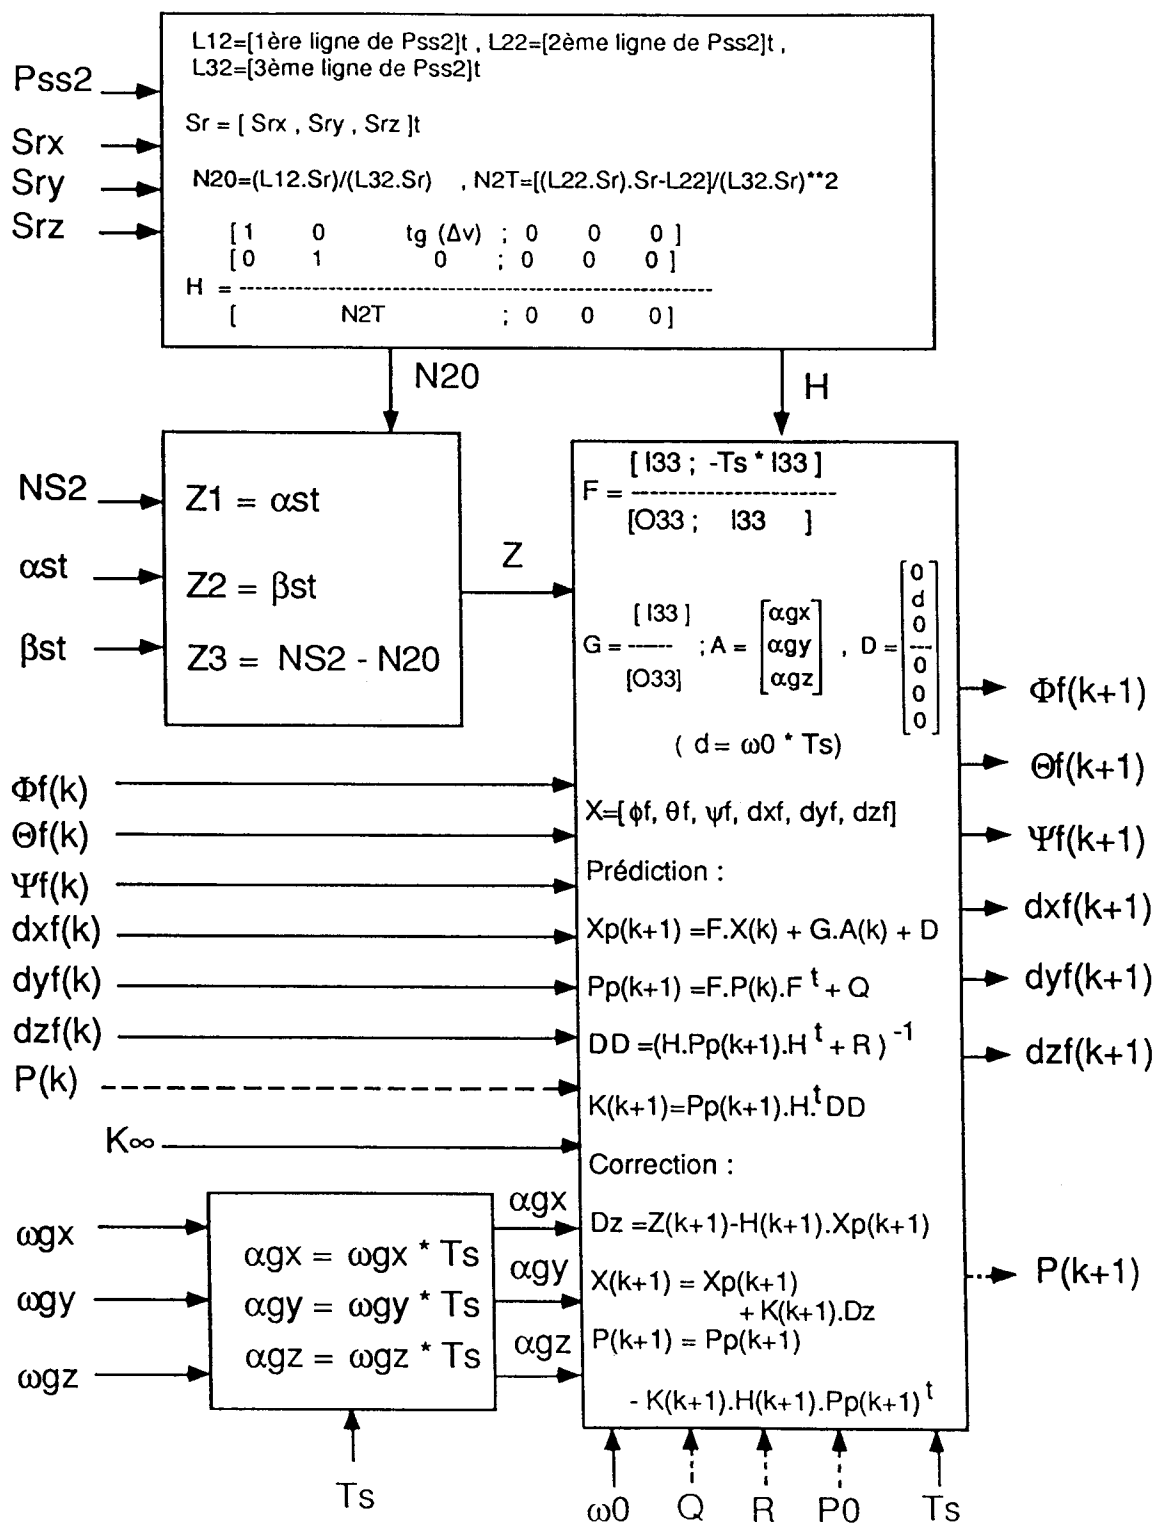 L12=[1ère ligne de Pss2]t , L22=[2ème ligne de Pss2]t ,
L32=[3ème ligne de Pss2]t
Pss2
Sr = [ Srx , Sry , Srz ]t
Srx
Sry
N20=(L12.Sr)/(L32.Sr) , N2T=[(L22.Sr).Sr-L22]/(L32.Sr)**2
Srz
[ 1 0 tg (Δv) ; 0 0 0 ]
[ 0 1 0 ; 0 0 0 ]
H = ------------------------------
[ N2T ; 0 0 0 ]
N20
H
NS2
αst
βst
Z1 = αst
Z2 = βst
Z3 = NS2 - N20
Z
[ I33 ; -Ts * I33 ]
F = -----------------------
[O33 ; I33 ]
[ I33 ]
G = ------
[O33]
; A = [αgx
αgy
αgz]
, D = [0
d
0
---
0
0
0]
( d = ω0 * Ts)
X=[ϕf, θf, ψf, dxf, dyf, dzf]
Prédiction :
Xp(k+1) =F.X(k) + G.A(k) + D
Pp(k+1) =F.P(k).F t + Q
DD =(H.Pp(k+1).H t + R ) -1
K(k+1)=Pp(k+1).H.t DD
Correction :
Dz =Z(k+1)-H(k+1).Xp(k+1)
X(k+1) = Xp(k+1)
+ K(k+1).Dz
P(k+1) = Pp(k+1)
- K(k+1).H(k+1).Pp(k+1) t
Φf(k)
Θf(k)
Ψf(k)
dxf(k)
dyf(k)
dzf(k)
P(k)
K∞
ωgx
ωgy
ωgz
αgx = ωgx * Ts
αgy = ωgy * Ts
αgz = ωgz * Ts
αgx
αgy
αgz
Φf(k+1)
Θf(k+1)
Ψf(k+1)
dxf(k+1)
dyf(k+1)
dzf(k+1)
P(k+1)
Ts
ω0 Q R P0 Ts